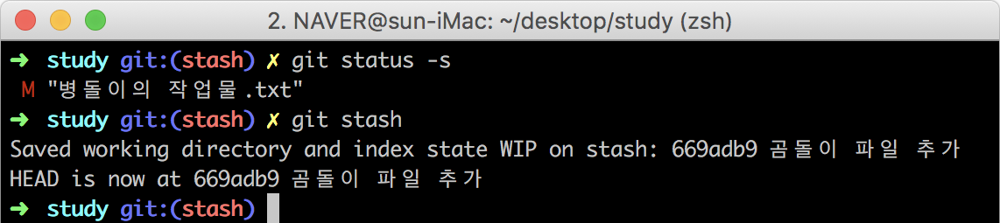 2. NAVER@sun-iMac: ~/desktop/study (zsh)
➜ study git:(stash) ✗ git status -s
M "병돌이의 작업물.txt"
➜ study git:(stash) ✗ git stash
Saved working directory and index state WIP on stash: 669adb9 곰돌이 파일 추가
HEAD is now at 669adb9 곰돌이 파일 추가
➜ study git:(stash)